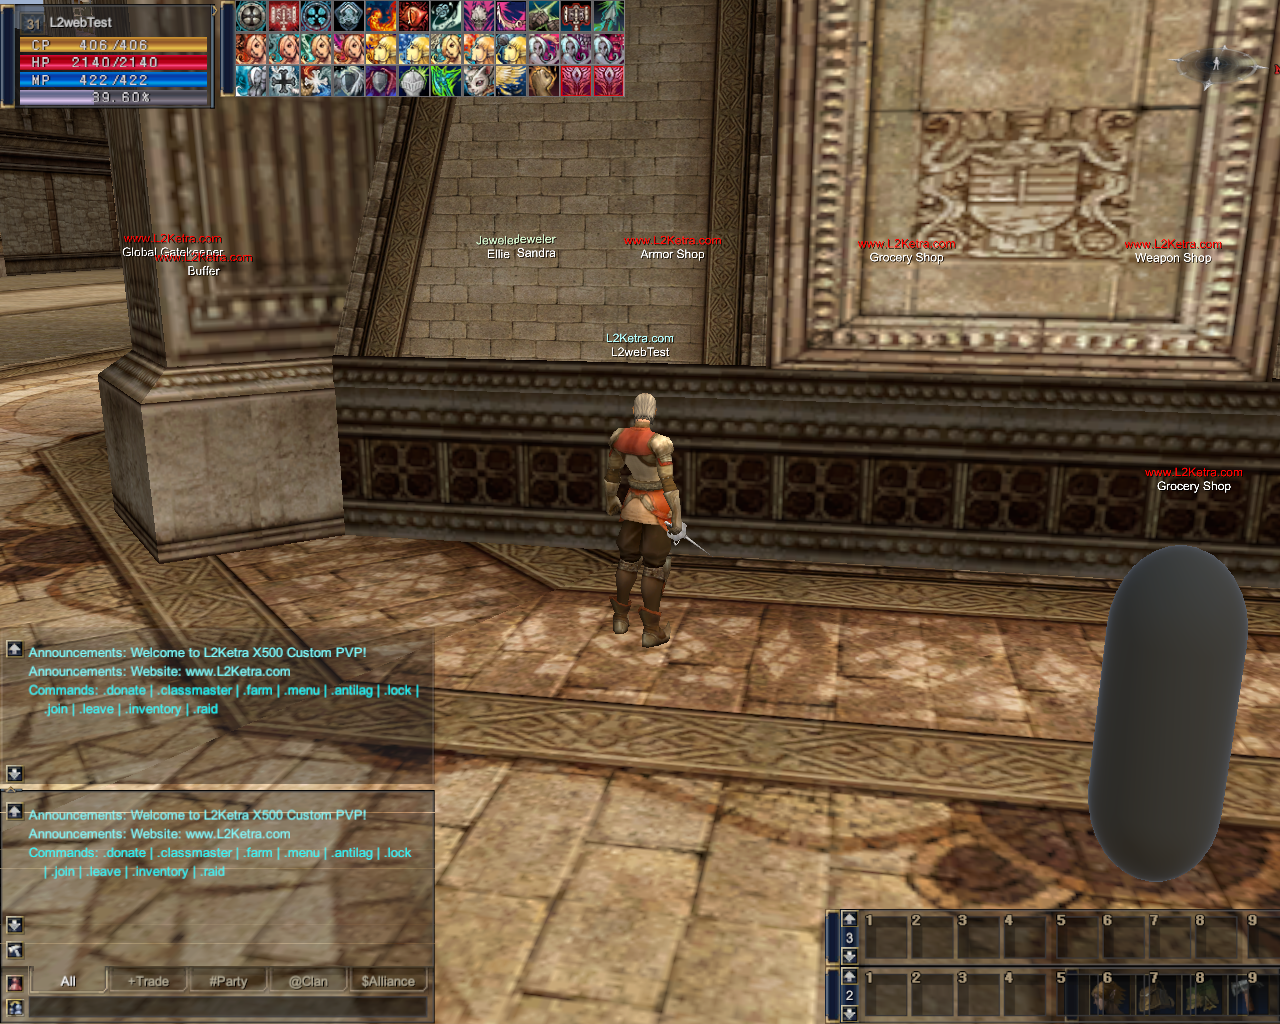 31 L2webTest
CP 406/406
HP 2140/2140
MP 422/422
39.60%
www.L2Ketra.com
Global Gatekeeper
www.L2Ketra.com
Buffer
Jeweler
Ellie
Jeweler
Sandra
www.L2Ketra.com
Armor Shop
www.L2Ketra.com
Grocery Shop
www.L2Ketra.com
Weapon Shop
L2Ketra.com
L2webTest
www.L2Ketra.com
Grocery Shop
Announcements: Welcome to L2Ketra X500 Custom PVP!
Announcements: Website: www.L2Ketra.com
Commands: .donate | .classmaster | .farm | .menu | .antilag | .lock |
.join | .leave | .inventory | .raid
Announcements: Welcome to L2Ketra X500 Custom PVP!
Announcements: Website: www.L2Ketra.com
Commands: .donate | .classmaster | .farm | .menu | .antilag | .lock
| .join | .leave | .inventory | .raid
All +Trade #Party @Clan $Alliance
3 1 2 3 4 5 6 7 8 9
2 1 2 3 4 5 6 7 8 9